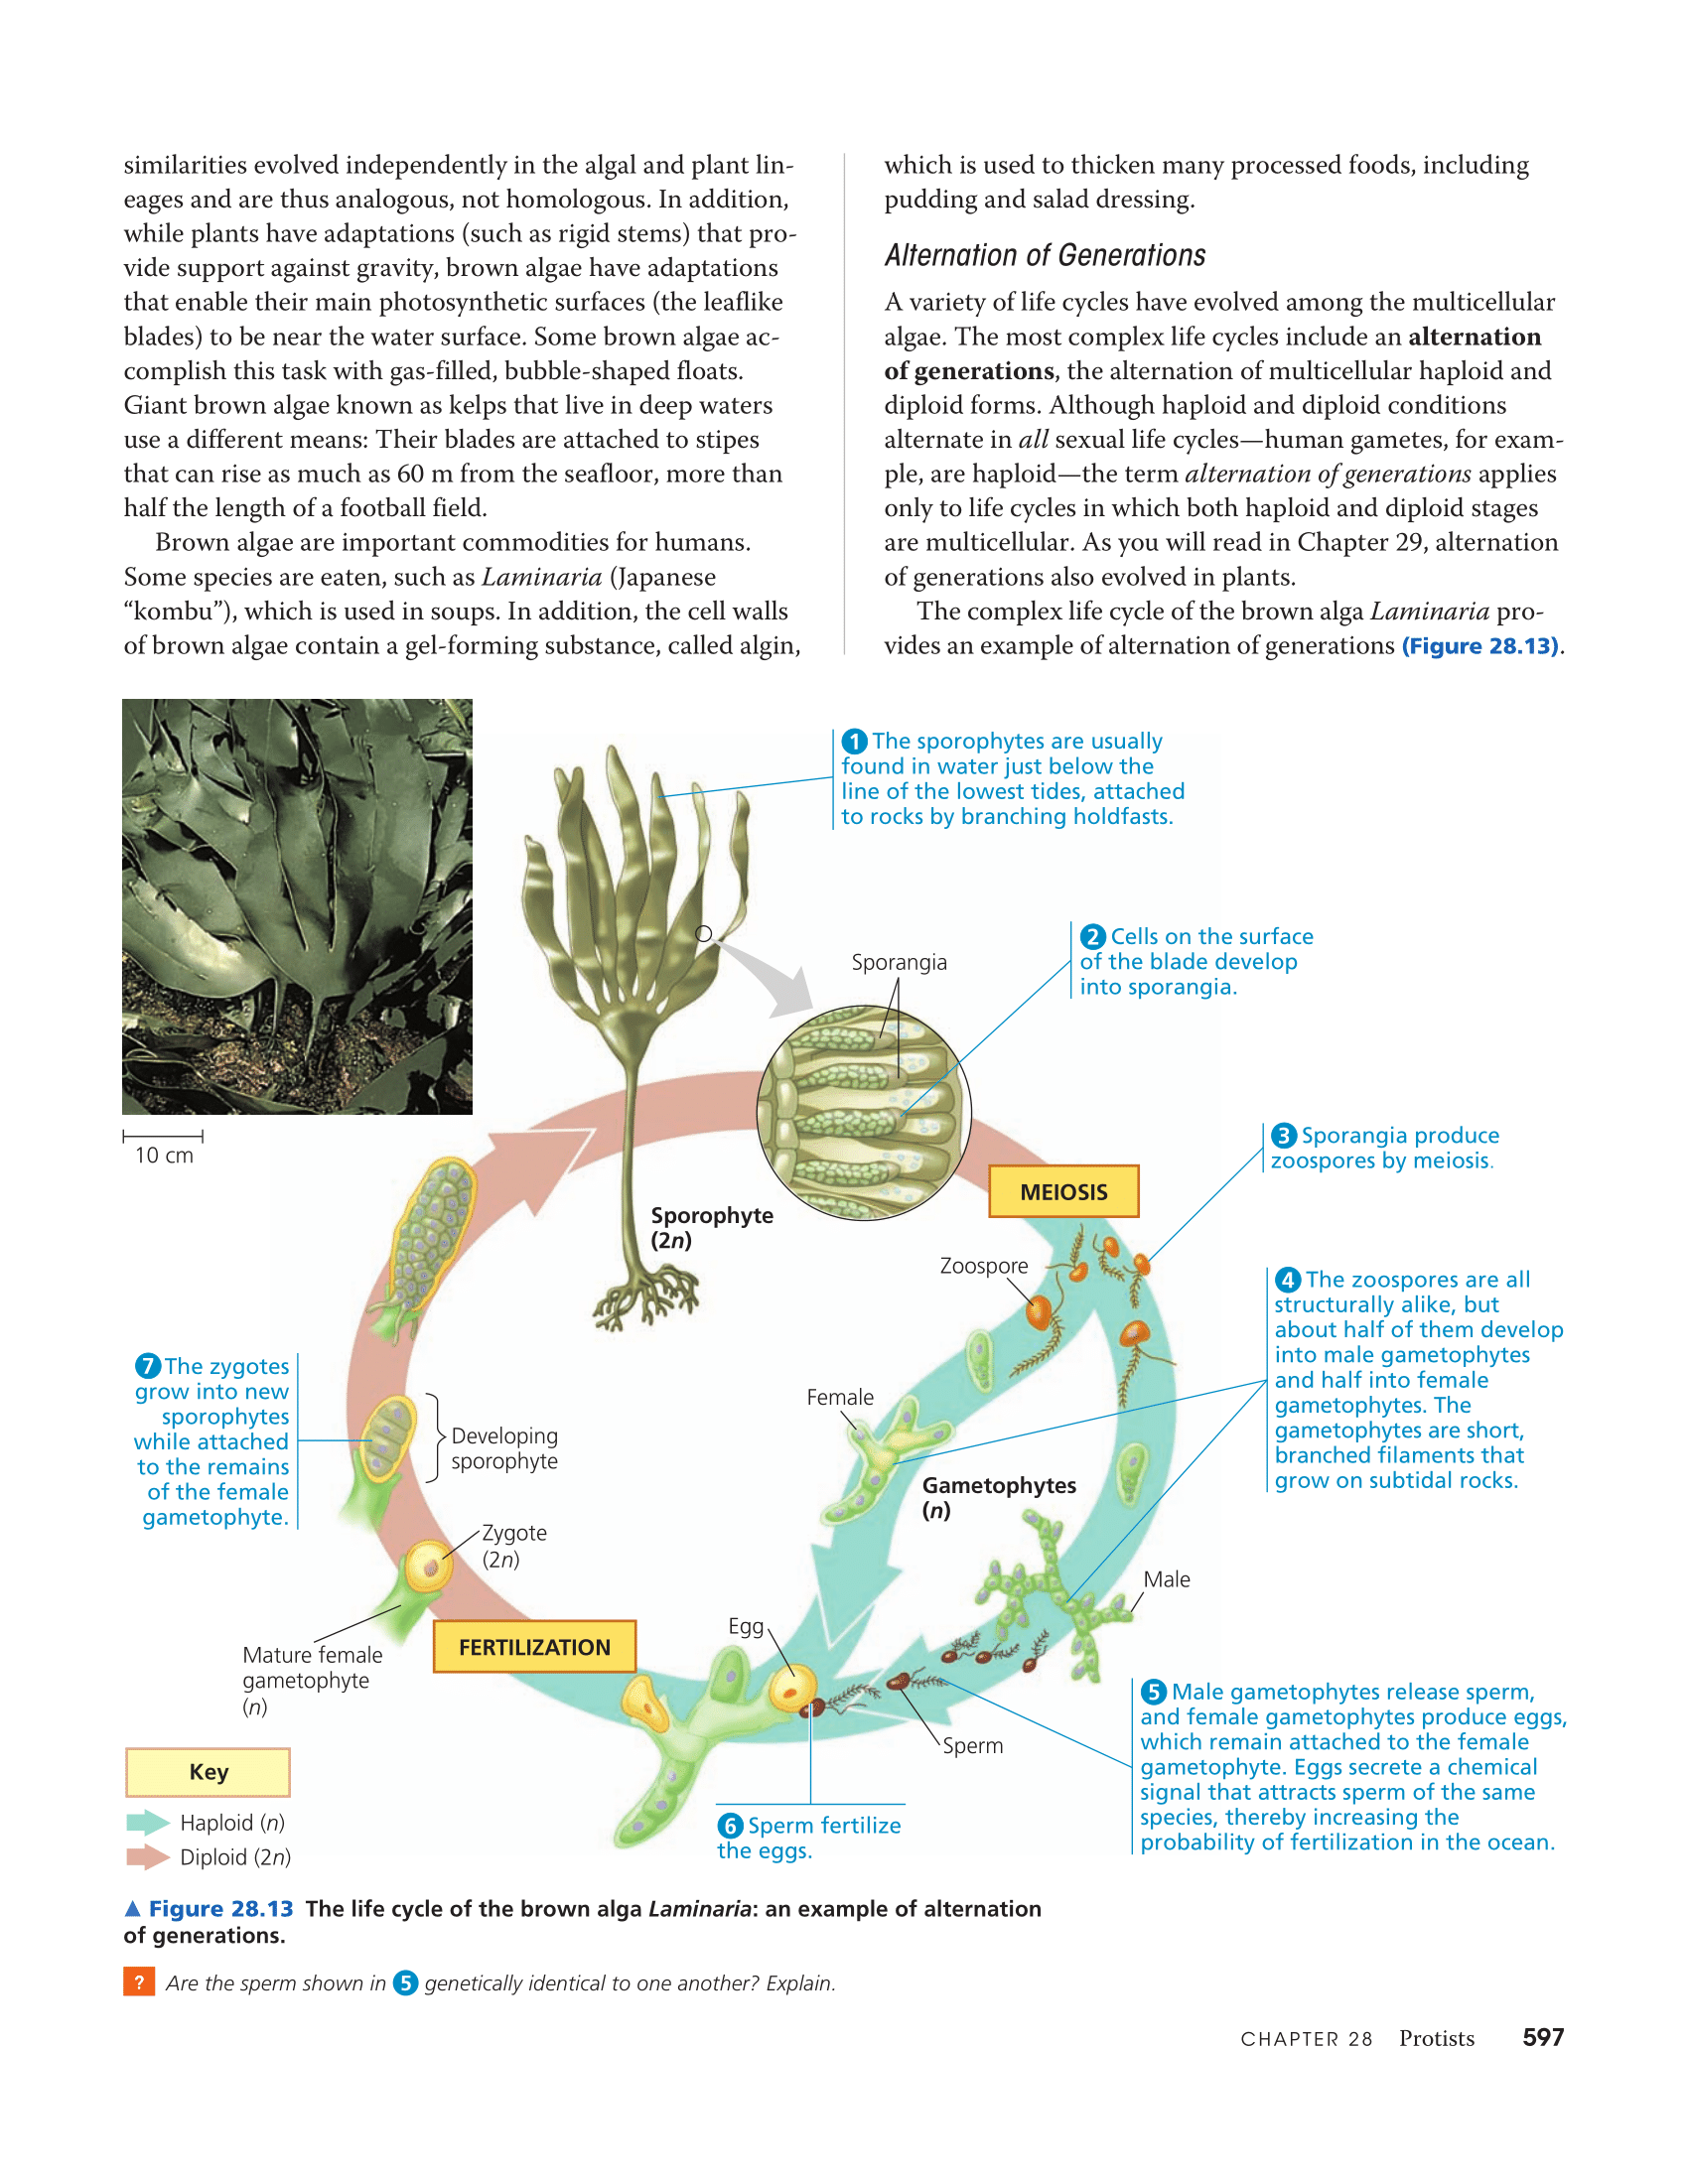 similarities evolved independently in the algal and plant lin-
eages and are thus analogous, not homologous. In addition,
while plants have adaptations (such as rigid stems) that pro-
vide support against gravity, brown algae have adaptations
that enable their main photosynthetic surfaces (the leaflike
blades) to be near the water surface. Some brown algae ac-
complish this task with gas-filled, bubble-shaped floats.
Giant brown algae known as kelps that live in deep waters
use a different means: Their blades are attached to stipes
that can rise as much as 60 m from the seafloor, more than
half the length of a football field.
Brown algae are important commodities for humans.
Some species are eaten, such as Laminaria (Japanese
“kombu”), which is used in soups. In addition, the cell walls
of brown algae contain a gel-forming substance, called algin,
which is used to thicken many processed foods, including
pudding and salad dressing.
Alternation of Generations
A variety of life cycles have evolved among the multicellular
algae. The most complex life cycles include an alternation
of generations, the alternation of multicellular haploid and
diploid forms. Although haploid and diploid conditions
alternate in all sexual life cycles—human gametes, for exam-
ple, are haploid—the term alternation of generations applies
only to life cycles in which both haploid and diploid stages
are multicellular. As you will read in Chapter 29, alternation
of generations also evolved in plants.
The complex life cycle of the brown alga Laminaria pro-
vides an example of alternation of generations (Figure 28.13).
10 cm
1 The sporophytes are usually
found in water just below the
line of the lowest tides, attached
to rocks by branching holdfasts.
2 Cells on the surface
of the blade develop
into sporangia.
Sporangia
3 Sporangia produce
zoospores by meiosis.
MEIOSIS
Sporophyte
(2n)
Zoospore
4 The zoospores are all
structurally alike, but
about half of them develop
into male gametophytes
and half into female
gametophytes. The
gametophytes are short,
branched filaments that
grow on subtidal rocks.
7 The zygotes
grow into new
sporophytes
while attached
to the remains
of the female
gametophyte.
Female
Developing
sporophyte
Gametophytes
(n)
Zygote
(2n)
Male
Mature female
gametophyte
(n)
FERTILIZATION
Egg
Sperm
5 Male gametophytes release sperm,
and female gametophytes produce eggs,
which remain attached to the female
gametophyte. Eggs secrete a chemical
signal that attracts sperm of the same
species, thereby increasing the
probability of fertilization in the ocean.
6 Sperm fertilize
the eggs.
Key
Haploid (n)
Diploid (2n)
▲ Figure 28.13 The life cycle of the brown alga Laminaria: an example of alternation
of generations.
? Are the sperm shown in 5 genetically identical to one another? Explain.
CHAPTER 28 Protists 597